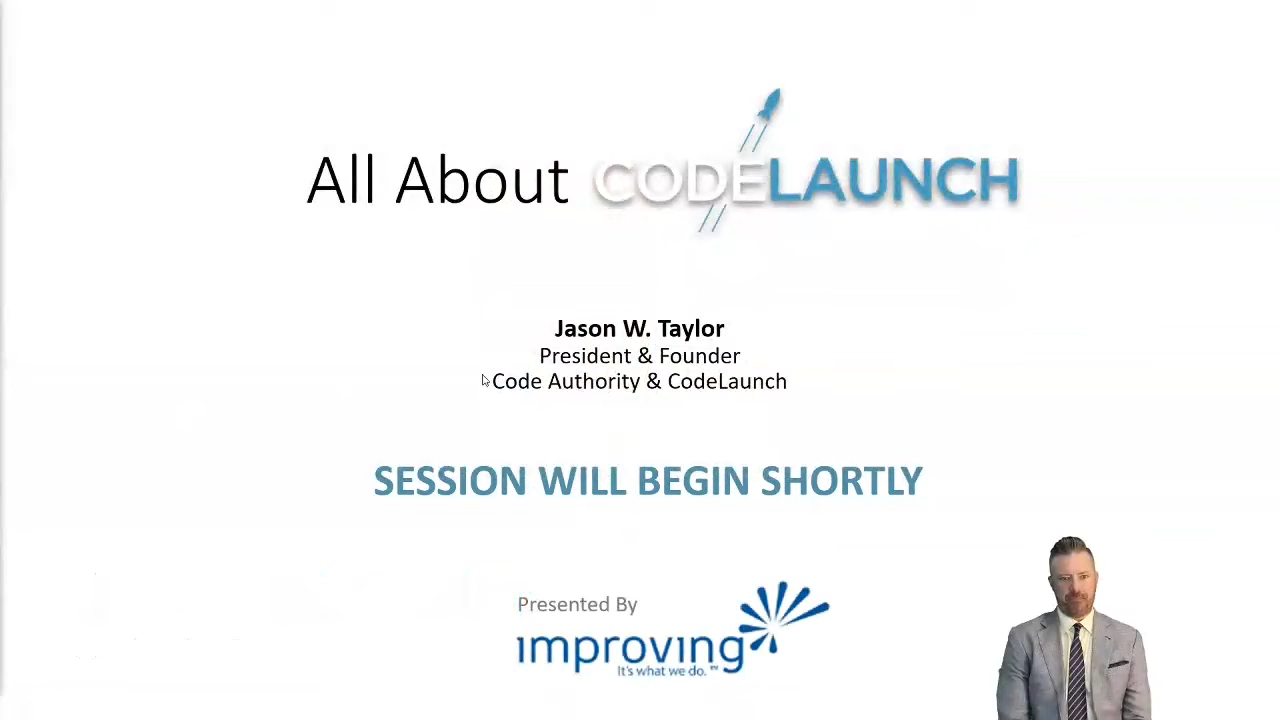 All About CODELAUNCH
Jason W. Taylor
President & Founder
Code Authority & CodeLaunch
SESSION WILL BEGIN SHORTLY
Presented By
improving
It's what we do.™